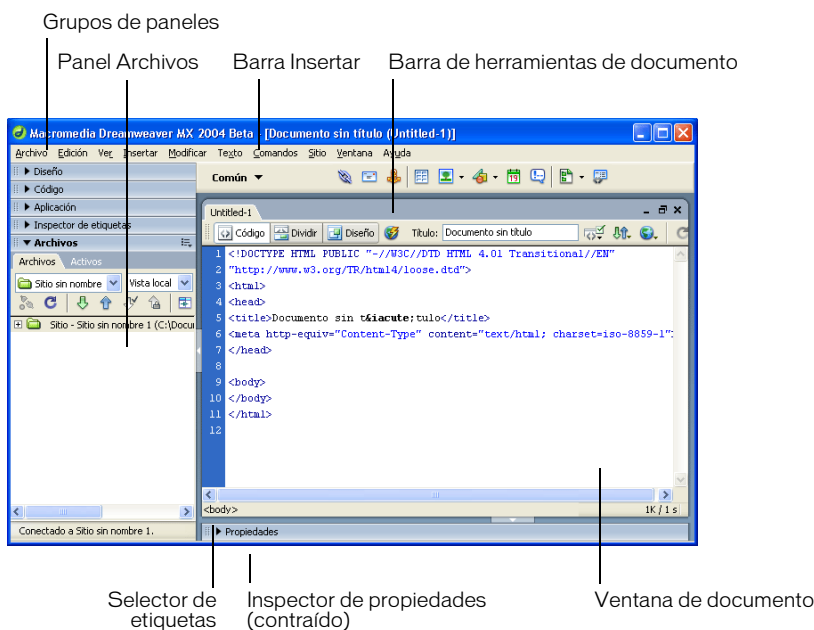 Grupos de paneles
Panel Archivos
Barra Insertar
Barra de herramientas de documento
Macromedia Dreamweaver MX 2004 Beta - [Documento sin título (Untitled-1)]
Archivo Edición Ver Insertar Modificar Texto Comandos Sitio Ventana Ayuda
Diseño
Código
Aplicación
Inspector de etiquetas
Archivos
Archivos Activos
Sitio sin nombre Vista local
Sitio - Sitio sin nombre 1 (C:\Docu
Conectado a Sitio sin nombre 1.
Común
19
Untitled-1
Código Dividir Diseño Título: Documento sin título
1 <!DOCTYPE HTML PUBLIC "-//W3C//DTD HTML 4.01 Transitional//EN"
2 "http://www.w3.org/TR/html4/loose.dtd">
3 <html>
4 <head>
5 <title>Documento sin t&iacute;tulo</title>
6 <meta http-equiv="Content-Type" content="text/html; charset=iso-8859-1">
7 </head>
8
9 <body>
10 </body>
11 </html>
12
<body>
1K / 1 s
Propiedades
Selector de
etiquetas
Inspector de propiedades
(contraído)
Ventana de documento